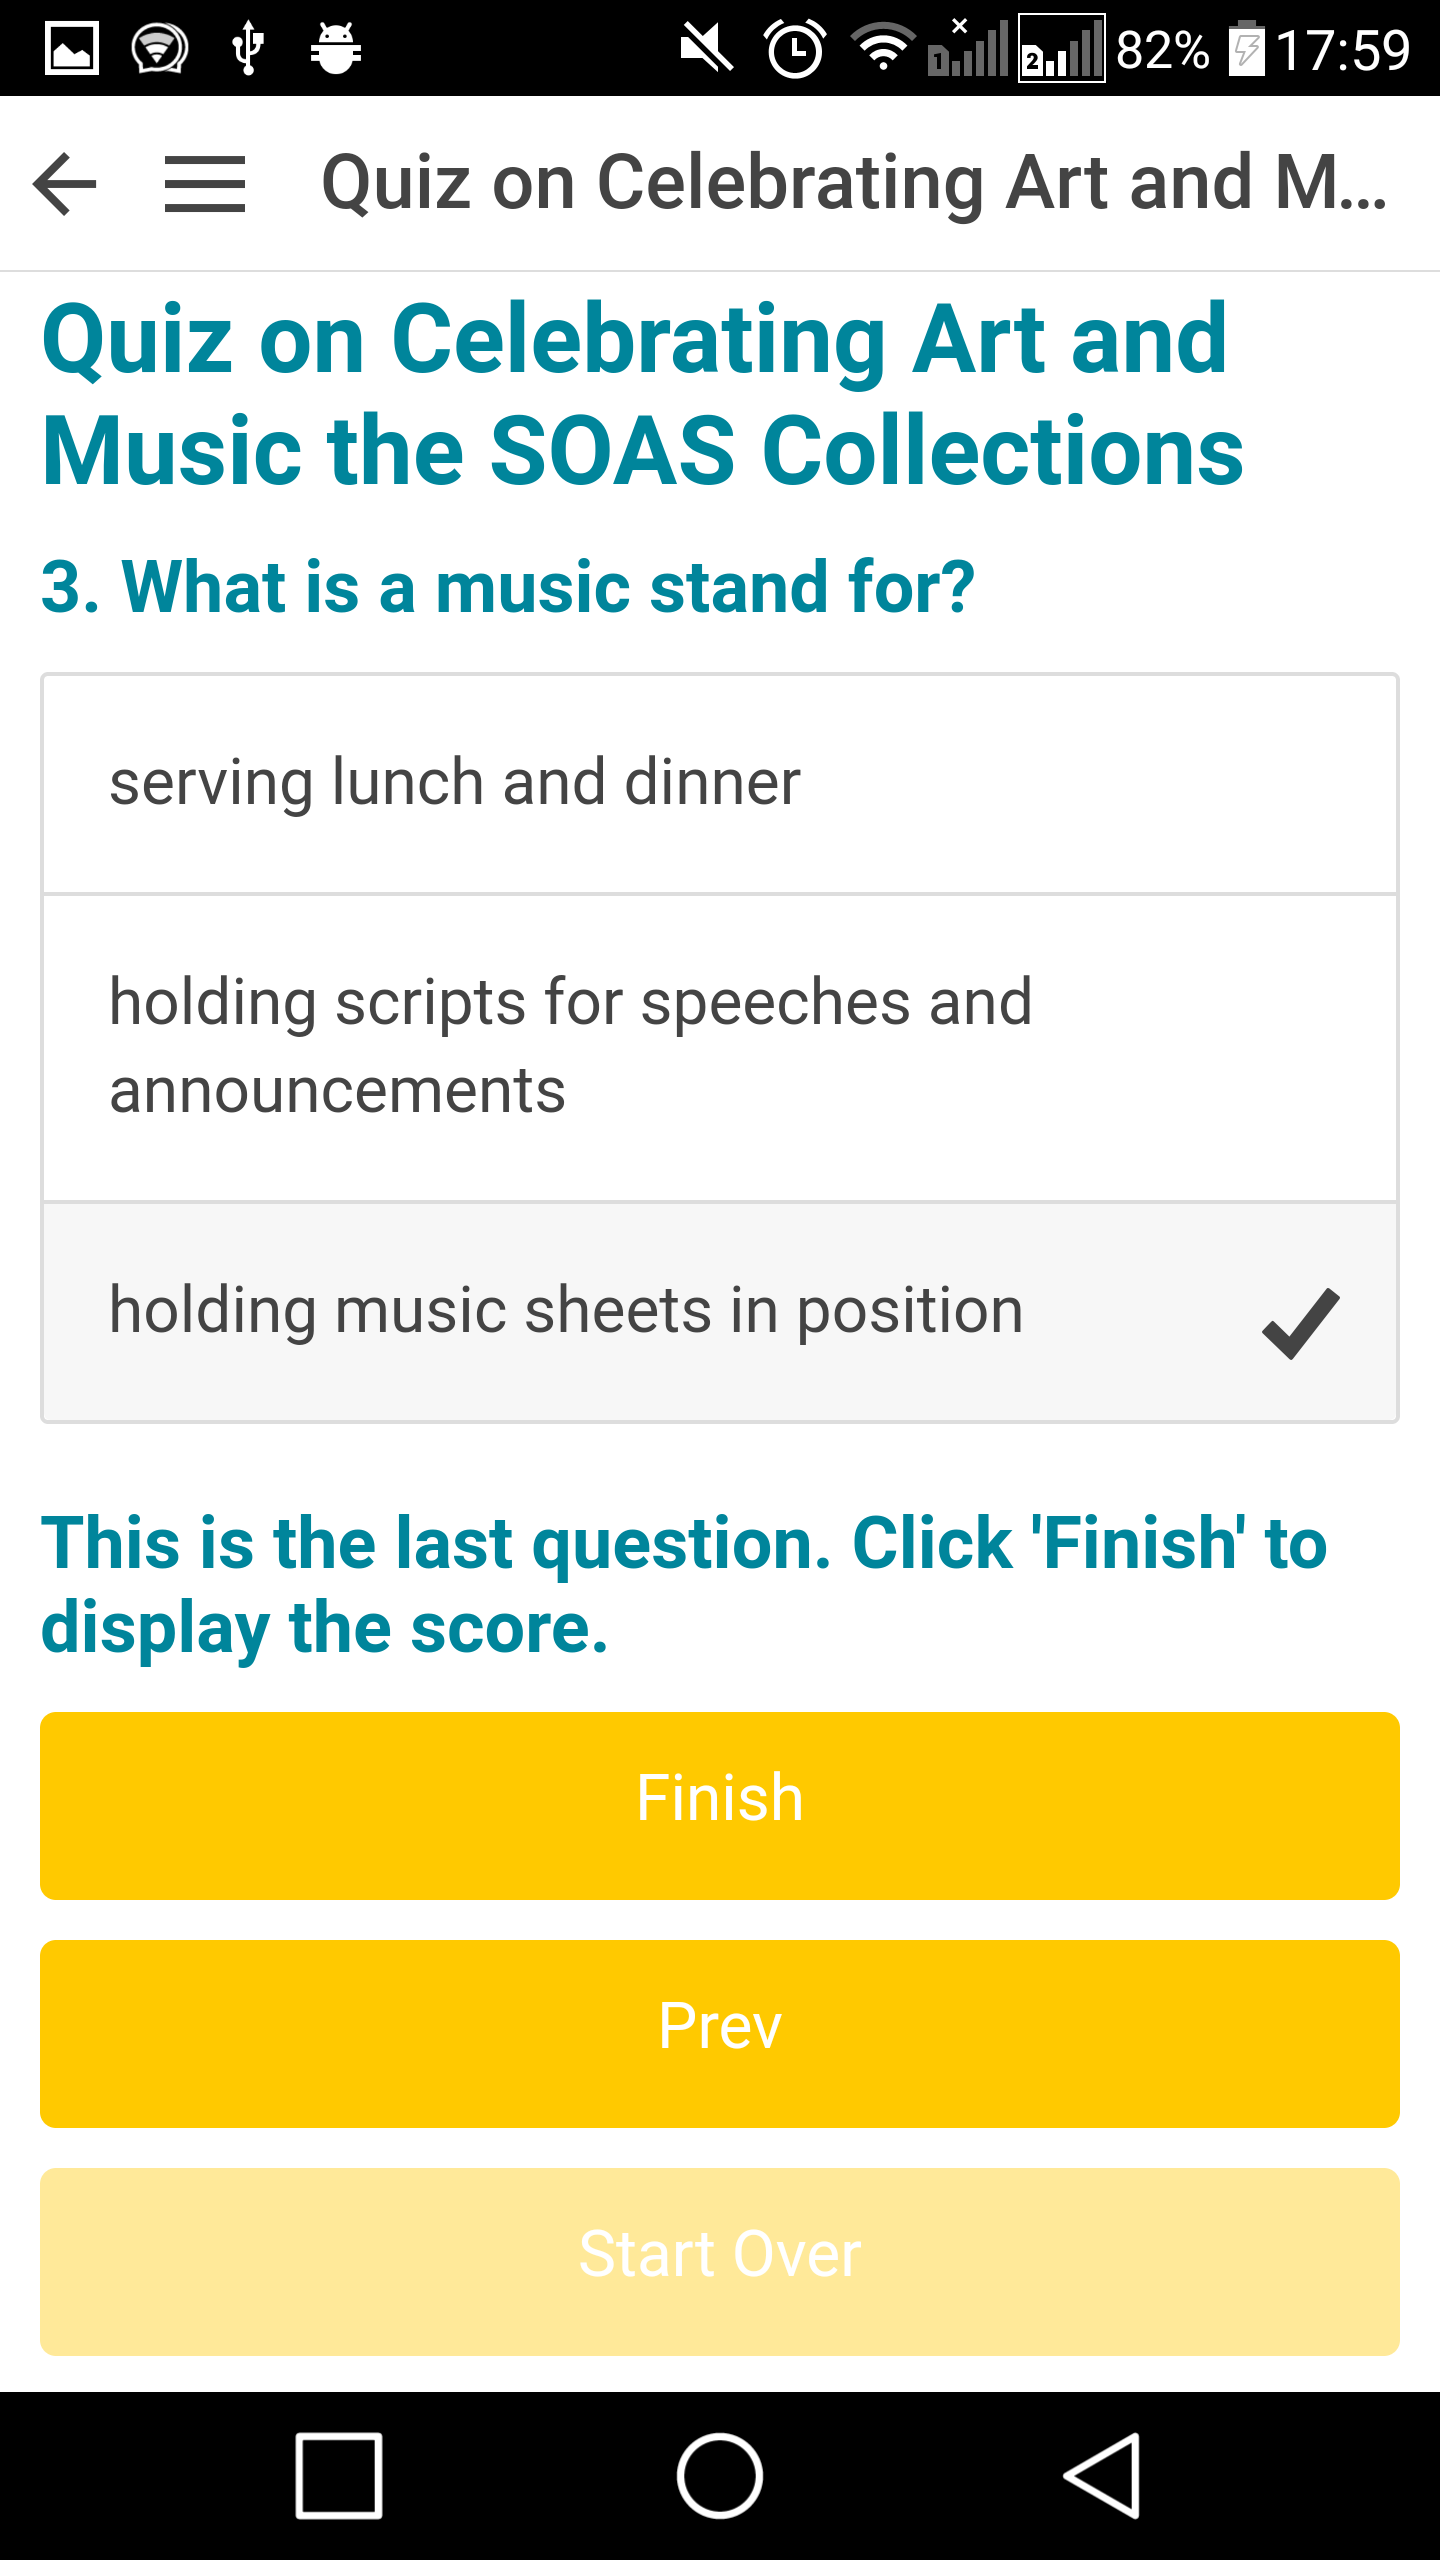 82% 17:59
Quiz on Celebrating Art and M...
Quiz on Celebrating Art and
Music the SOAS Collections
3. What is a music stand for?
serving lunch and dinner
holding scripts for speeches and
announcements
holding music sheets in position
This is the last question. Click 'Finish' to
display the score.
Finish
Prev
Start Over